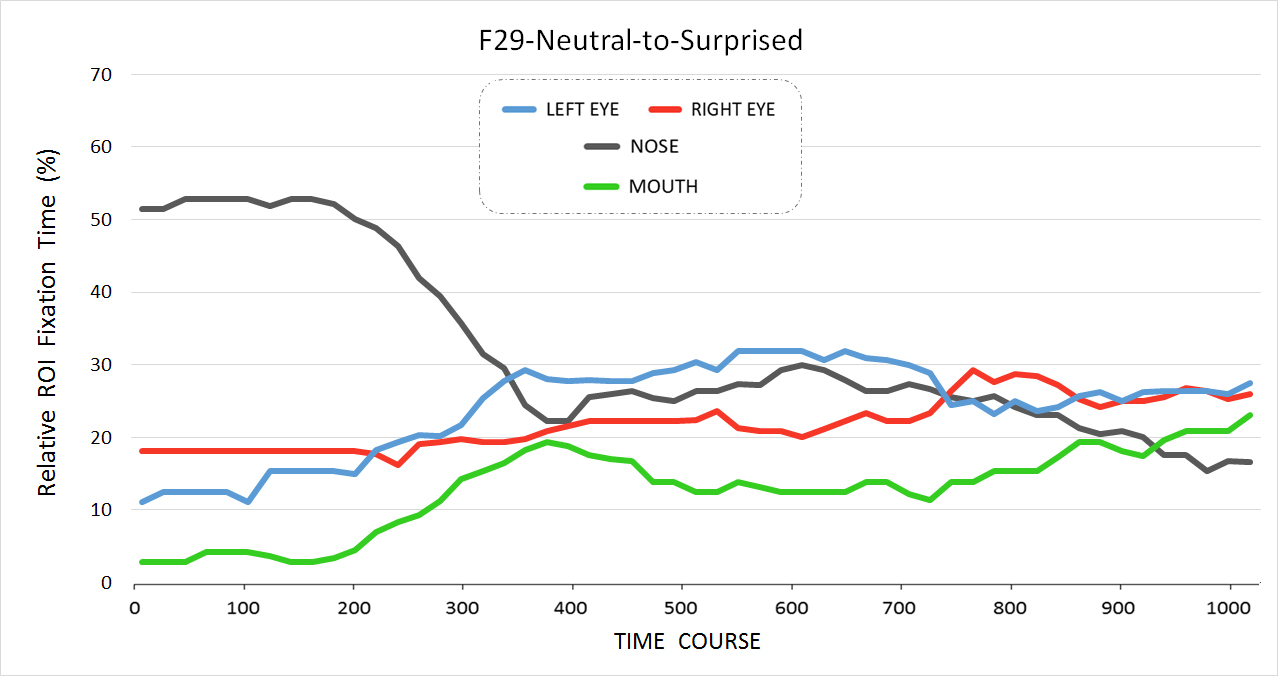 F29-Neutral-to-Surprised
LEFT EYE RIGHT EYE
NOSE
MOUTH
Relative ROI Fixation Time (%)
70
60
50
40
30
20
10
0
0 100 200 300 400 500 600 700 800 900 1000
TIME COURSE